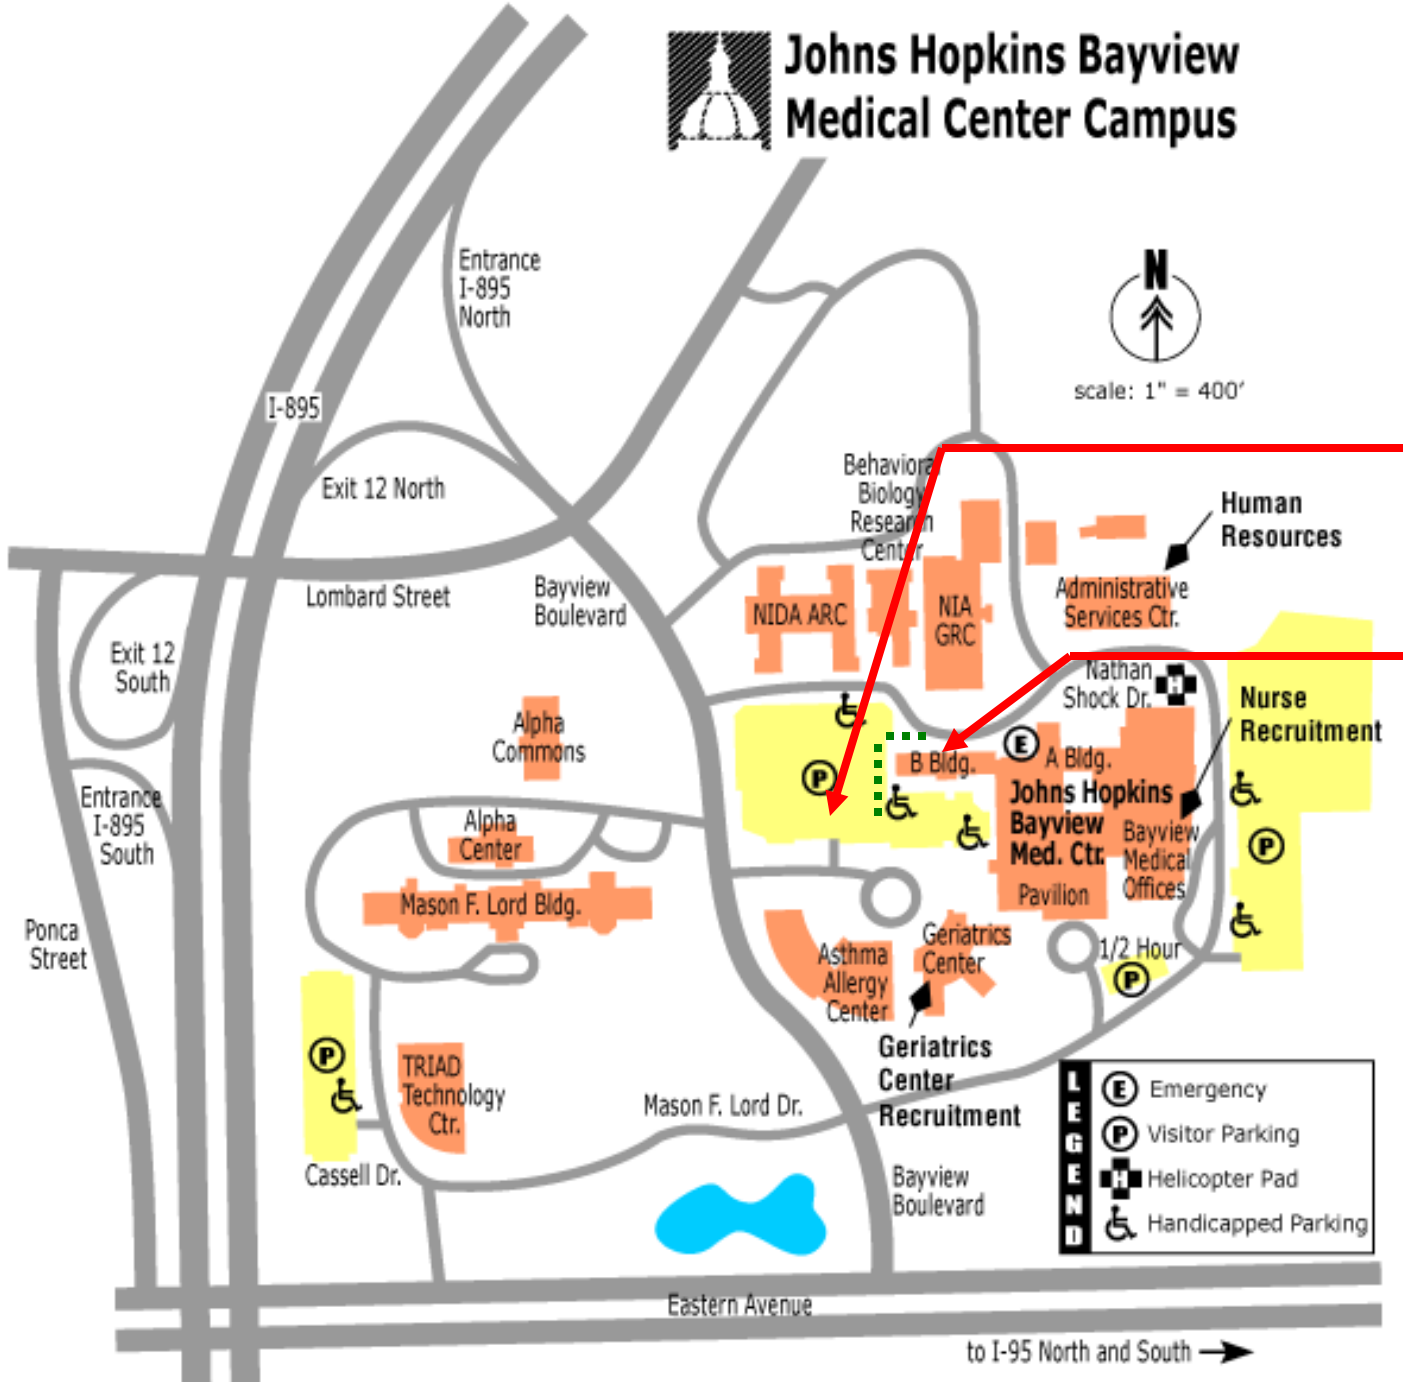 Johns Hopkins Bayview
Medical Center Campus
Entrance
I-895
North
N
scale: 1" = 400'
I-895
Exit 12 North
Behavioral
Biology
Research
Center
Human
Resources
Lombard Street
Bayview
Boulevard
NIDA ARC
NIA
GRC
Administrative
Services Ctr.
Exit 12
South
Nathan
Shock Dr.
H
Nurse
Recruitment
Alpha
Commons
P
B Bldg.
E
A Bldg.
Johns Hopkins
Bayview
Med. Ctr.
Pavilion
Bayview
Medical
Offices
P
Entrance
I-895
South
Alpha
Center
Mason F. Lord Bldg.
Ponca
Street
Asthma
Allergy
Center
Geriatrics
Center
1/2 Hour
P
Geriatrics
Center
Recruitment
P
TRIAD
Technology
Ctr.
Mason F. Lord Dr.
Cassell Dr.
Bayview
Boulevard
LEGEND
E Emergency
P Visitor Parking
H Helicopter Pad
Handicapped Parking
Eastern Avenue
to I-95 North and South